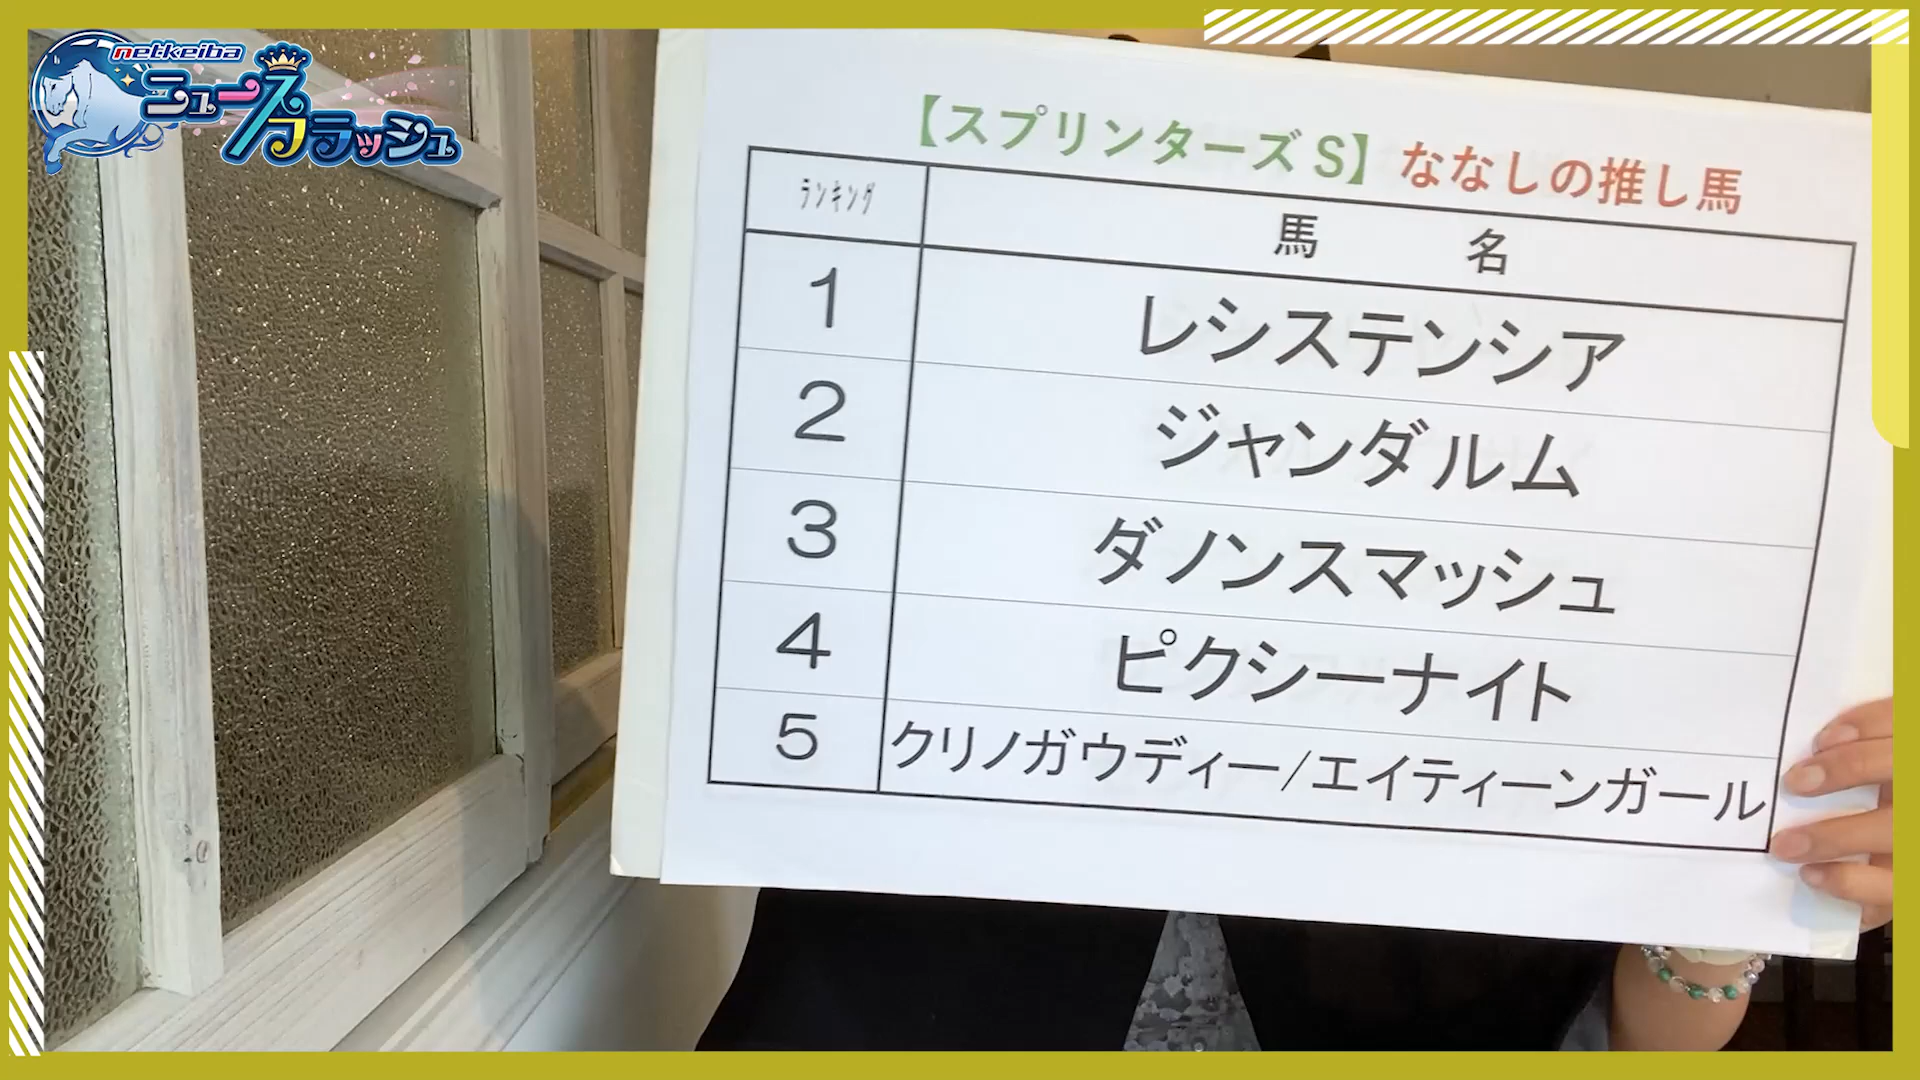 netkeiba
ニュースクラッシュ
【スプリンターズS】ななしの推し馬
ランキング 馬名
1 レシステンシア
2 ジャンダルム
3 ダノンスマッシュ
4 ピクシーナイト
5 クリノガウディー/エイティーンガール